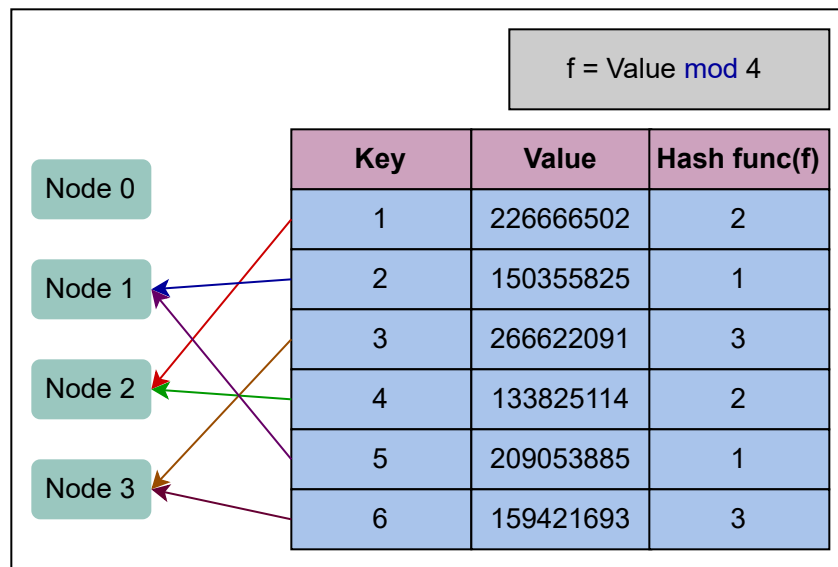 f = Value mod 4
Key Value Hash func(f)
Node 0
1 226666502 2
Node 1
2 150355825 1
3 266622091 3
Node 2
4 133825114 2
5 209053885 1
Node 3
6 159421693 3